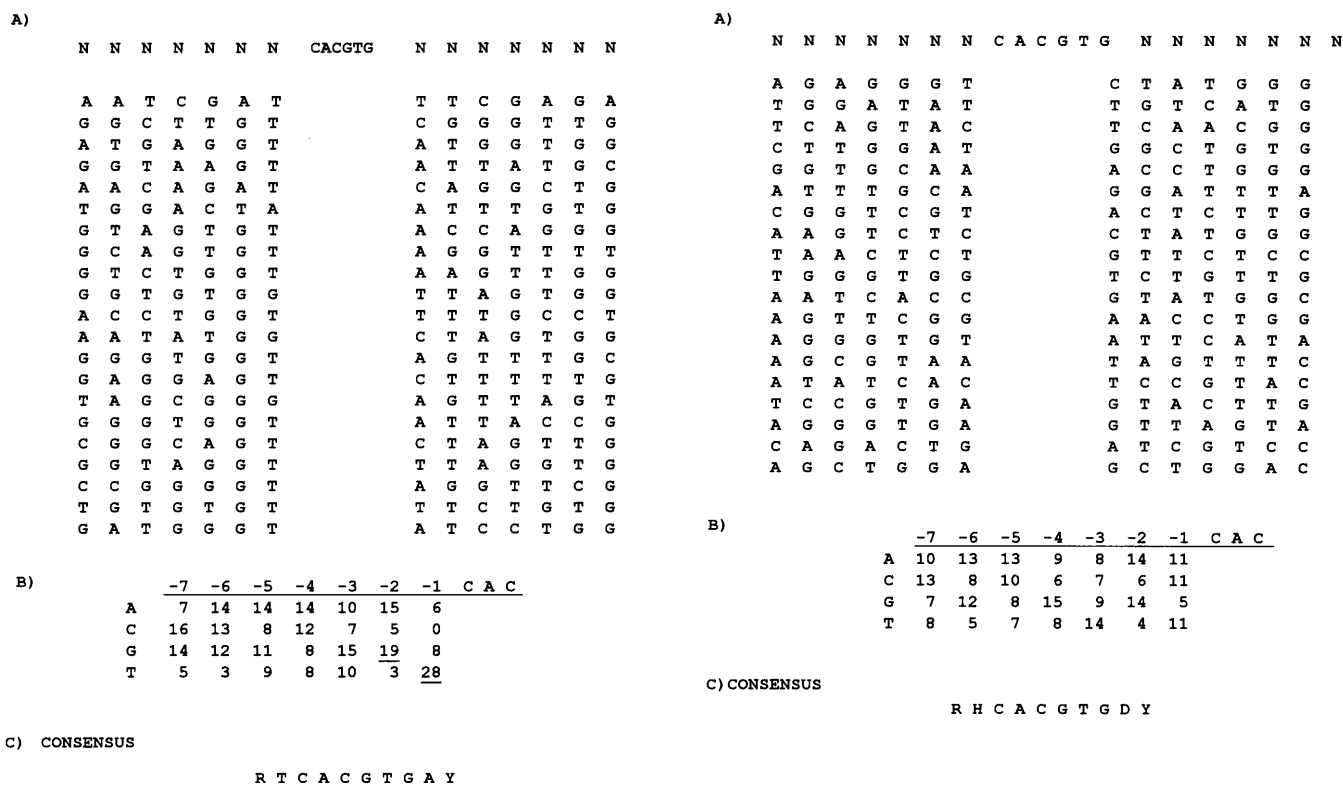 A)
N N N N N N N CACGTG N N N N N N N
A A T C G A T T T C G A G A
G G C T T G T C G G G T T G
A T G A G G T A T G G T G G
G G T A A G T A T T A T G C
A A C A G A T C A G G C T G
T G G A C T A A T T T G T G
G T A G T G T A C C A G G G
G C A G T G T A G G T T T T
G T C T G G T A A G T T G G
G G T G T G G T T A G T G G
A C C T G G T T T T G C C T
A A T A T G G C T A G T G G
G G G T G G T A G T T T G C
G A G G A G T C T T T T T G
T A G C G G G A G T T A G T
G G G T G G T A T T A C C G
C G G C A G T C T A G T T G
G G T A G G T T T A G G T G
C C G G G G T A G G T T C G
T G T G T G T T T C T G T G
G A T G G G T A T C C T G G
B)
-7 -6 -5 -4 -3 -2 -1 C A C
A 7 14 14 14 10 15 6
C 16 13 8 12 7 5 0
G 14 12 11 8 15 19 8
T 5 3 9 8 10 3 28
C) CONSENSUS
R T C A C G T G A Y
A)
N N N N N N N C A C G T G N N N N N N N
A G A G G G T C T A T G G G
T G G A T A T T G T C A T G
T C A G T A C T C A A C G G
C T T G G A T G G C T G T G
G G T G C A A A C C T G G G
A T T T G C A G G A T T T A
C G G T C G T A C T C T T G
A A G T C T C C T A T G G G
T A A C T C T G T T C T C C
T G G G T G G T C T G T T G
A A T C A C C G T A T G G C
A G T T C G G A A C C T G G
A G G G T G T A T T C A T A
A G C G T A A T A G T T T C
A T A T C A C T C C G T A C
T C C G T G A G T A C T T G
A G G G T G A G T T A G T A
C A G A C T G A T C G T C C
A G C T G G A G C T G G A C
B)
-7 -6 -5 -4 -3 -2 -1 C A C
A 10 13 13 9 8 14 11
C 13 8 10 6 7 6 11
G 7 12 8 15 9 14 5
T 8 5 7 8 14 4 11
C) CONSENSUS
R H C A C G T G D Y